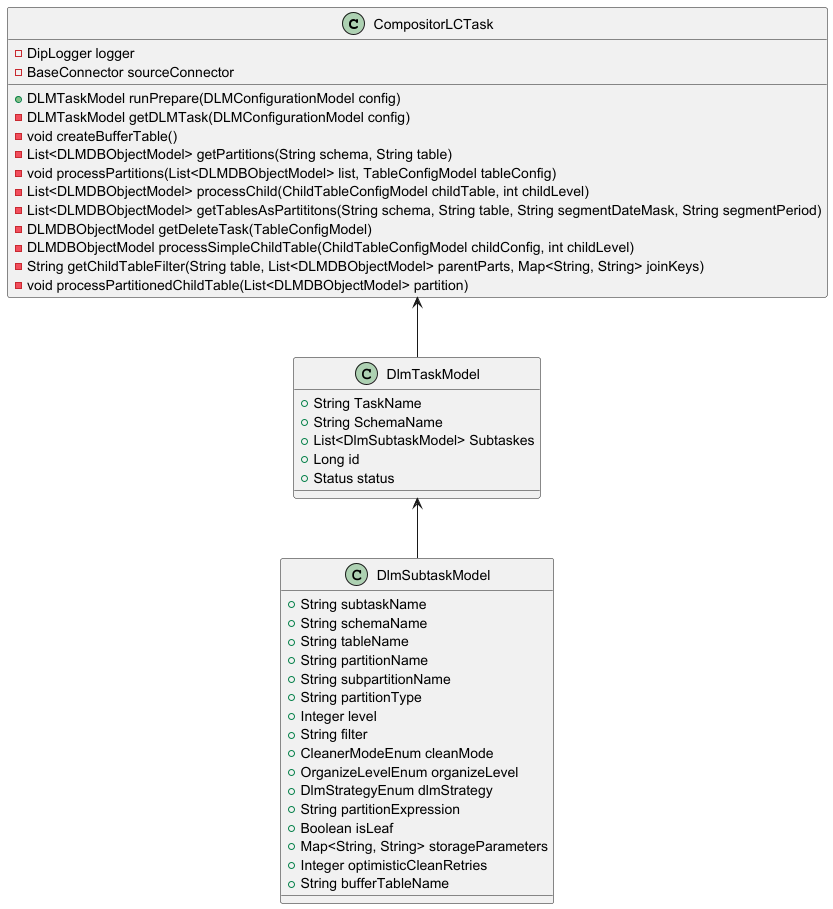 C CompositorLCTask
DipLogger logger
BaseConnector sourceConnector
DLMTaskModel runPrepare(DLMConfigurationModel config)
DLMTaskModel getDLMTask(DLMConfigurationModel config)
void createBufferTable()
List<DLMDBObjectModel> getPartitions(String schema, String table)
void processPartitions(List<DLMDBObjectModel> list, TableConfigModel tableConfig)
List<DLMDBObjectModel> processChild(ChildTableConfigModel childTable, int childLevel)
List<DLMDBObjectModel> getTablesAsPartititons(String schema, String table, String segmentDateMask, String segmentPeriod)
DLMDBObjectModel getDeleteTask(TableConfigModel)
DLMDBObjectModel processSimpleChildTable(ChildTableConfigModel childConfig, int childLevel)
String getChildTableFilter(String table, List<DLMDBObjectModel> parentParts, Map<String, String> joinKeys)
void processPartitionedChildTable(List<DLMDBObjectModel> partition)
C DlmTaskModel
String TaskName
String SchemaName
List<DlmSubtaskModel> Subtaskes
Long id
Status status
C DlmSubtaskModel
String subtaskName
String schemaName
String tableName
String partitionName
String subpartitionName
String partitionType
Integer level
String filter
CleanerModeEnum cleanMode
OrganizeLevelEnum organizeLevel
DlmStrategyEnum dlmStrategy
String partitionExpression
Boolean isLeaf
Map<String, String> storageParameters
Integer optimisticCleanRetries
String bufferTableName